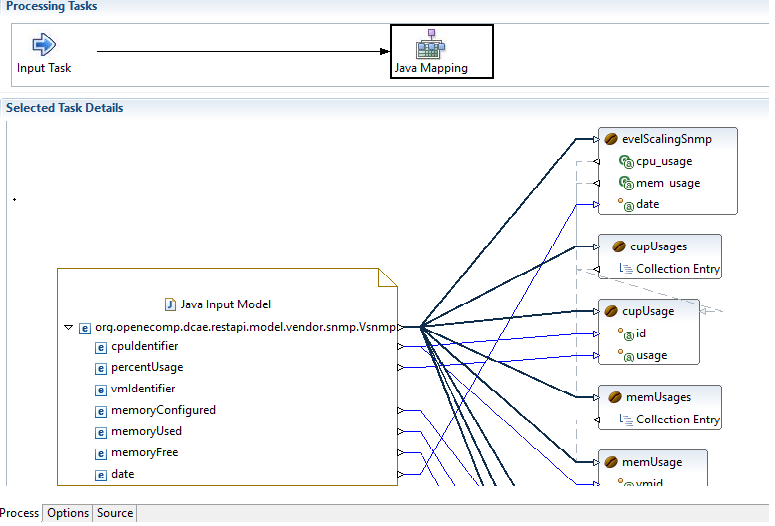 Processing Tasks
Input Task
Java Mapping
Selected Task Details
evelScalingSnmp
cpu_usage
mem_usage
date
cupUsages
Collection Entry
cupUsage
id
usage
memUsages
Collection Entry
memUsage
vmid
Java Input Model
org.openecomp.dcae.restapi.model.vendor.snmp.Vsnmp
cpuIdentifier
percentUsage
vmIdentifier
memoryConfigured
memoryUsed
memoryFree
date
Process Options Source